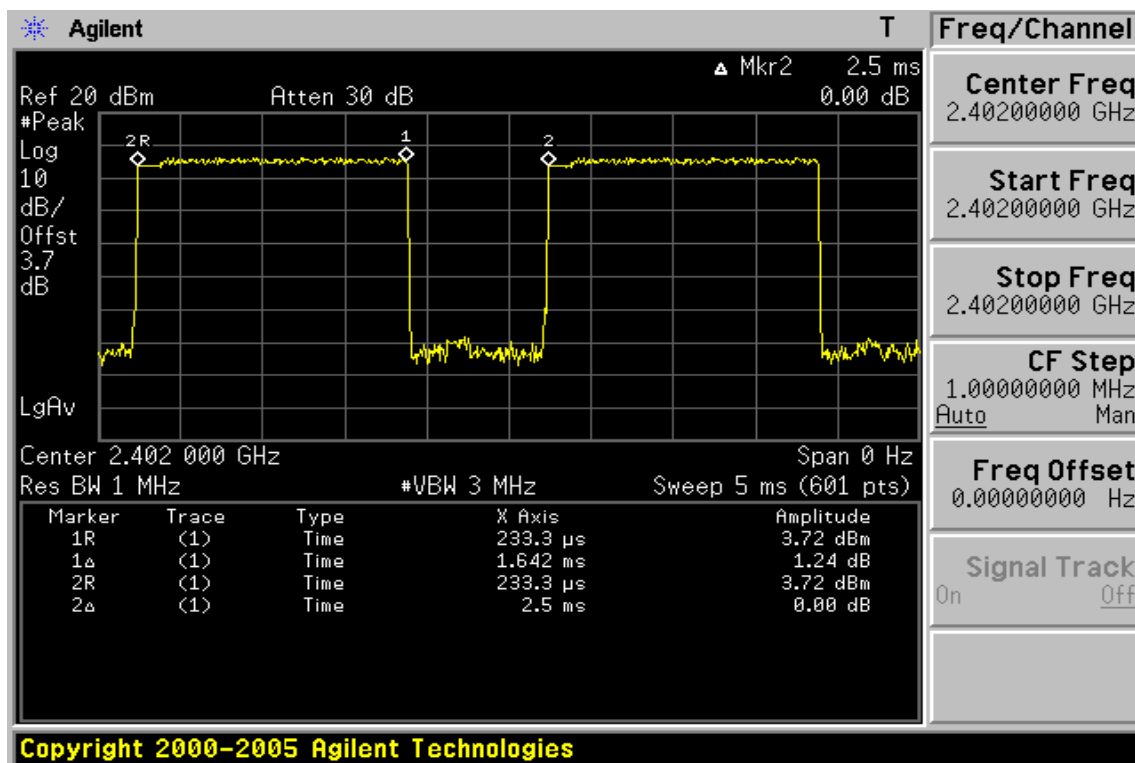 Agilent T
Freq/Channel
Δ Mkr2 2.5 ms
Ref 20 dBm Atten 30 dB 0.00 dB
#Peak
Log
10
dB/
Offst
3.7
dB
LgAv
2R 1 2
Center 2.402 000 GHz Span 0 Hz
Res BW 1 MHz #VBW 3 MHz Sweep 5 ms (601 pts)
Marker Trace Type X Axis Amplitude
1R (1) Time 233.3 µs 3.72 dBm
1Δ (1) Time 1.642 ms 1.24 dB
2R (1) Time 233.3 µs 3.72 dBm
2Δ (1) Time 2.5 ms 0.00 dB
Center Freq
2.40200000 GHz
Start Freq
2.40200000 GHz
Stop Freq
2.40200000 GHz
CF Step
1.00000000 MHz
Auto Man
Freq Offset
0.00000000 Hz
Signal Track
On Off
Copyright 2000-2005 Agilent Technologies